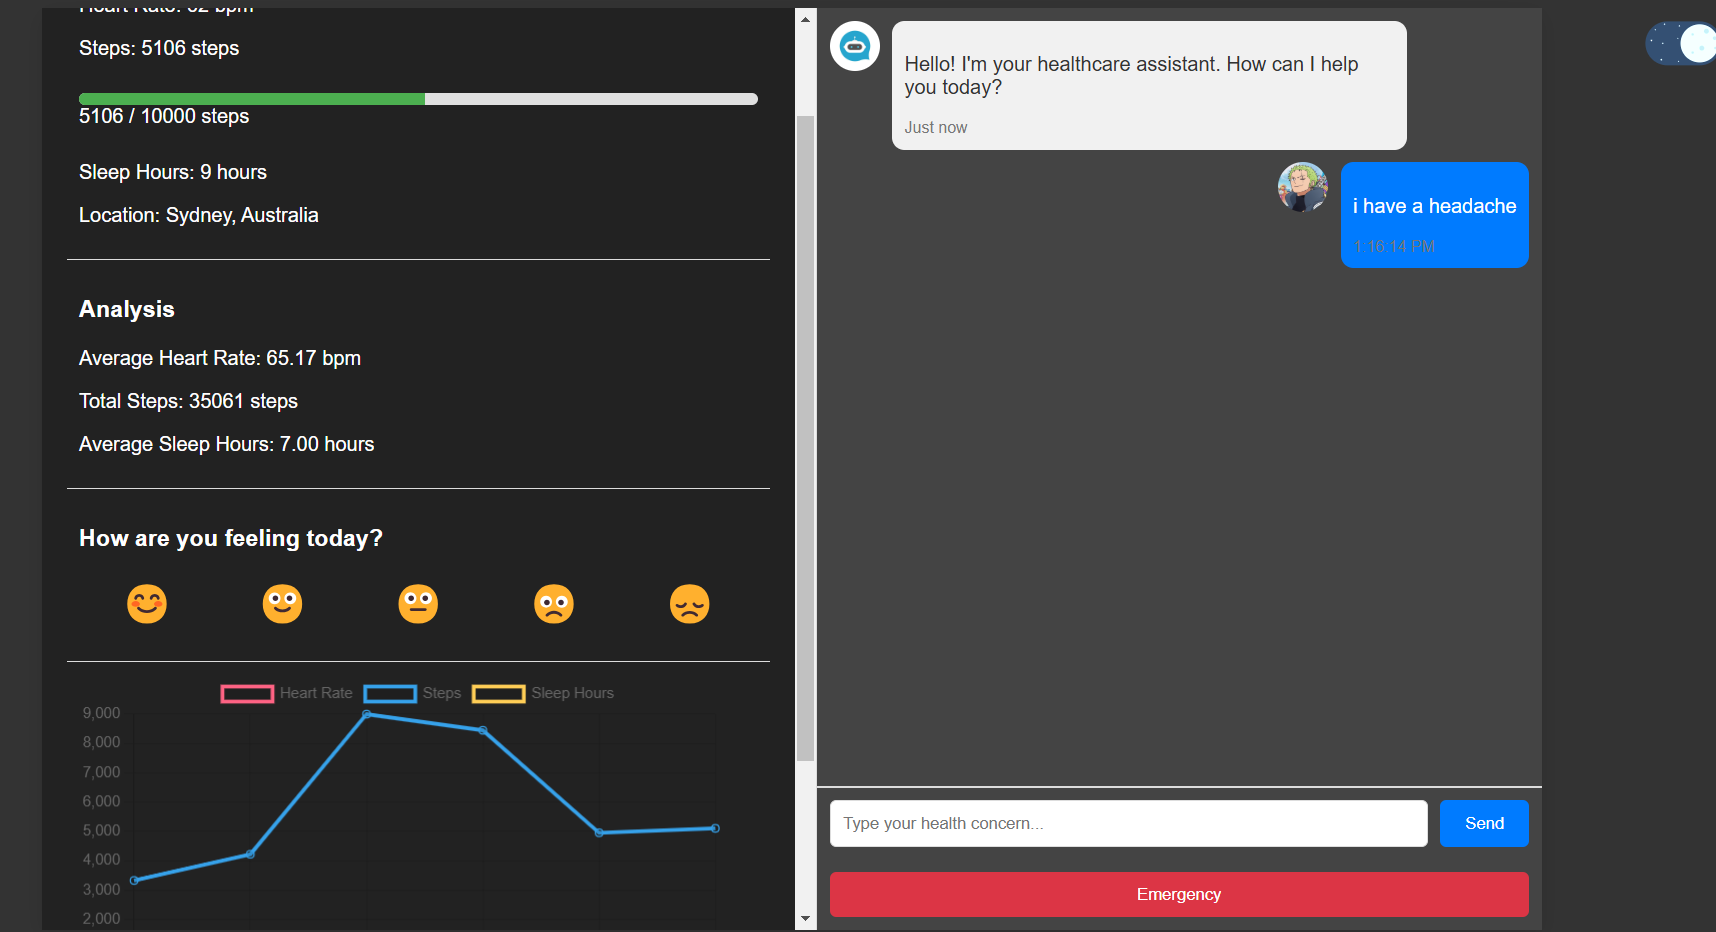 Heart Rate: 62 bpm
Steps: 5106 steps
5106 / 10000 steps
Sleep Hours: 9 hours
Location: Sydney, Australia
Analysis
Average Heart Rate: 65.17 bpm
Total Steps: 35061 steps
Average Sleep Hours: 7.00 hours
How are you feeling today?
Heart Rate Steps Sleep Hours
9,000
8,000
7,000
6,000
5,000
4,000
3,000
2,000
Hello! I'm your healthcare assistant. How can I help
you today?
Just now
i have a headache
1:16:14 PM
Type your health concern...
Send
Emergency